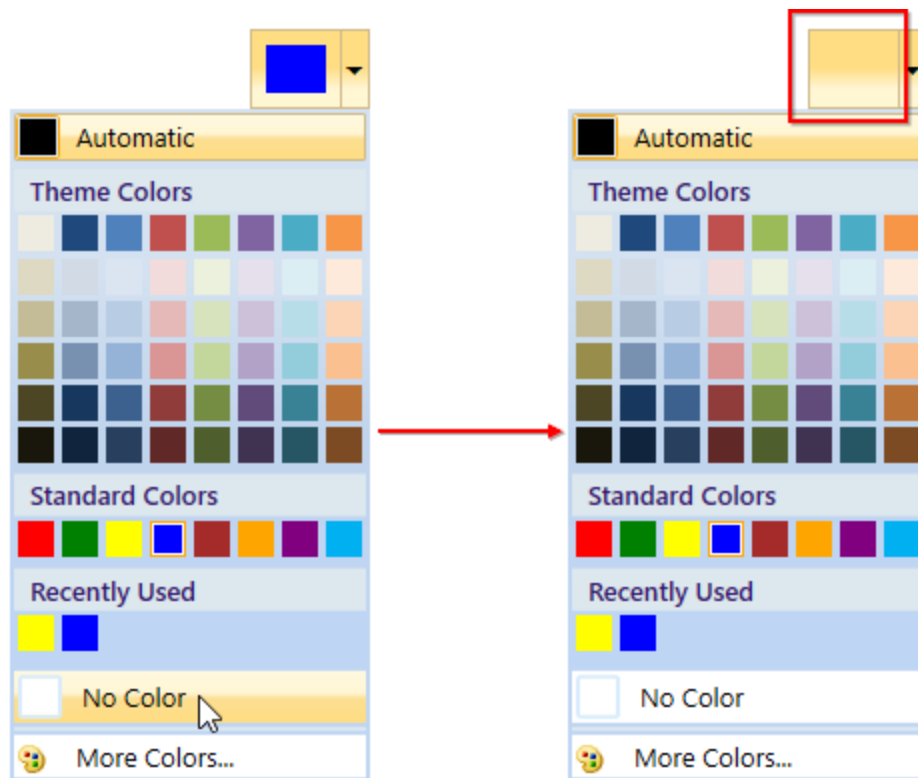 Automatic
Theme Colors
Standard Colors
Recently Used
No Color
More Colors...
Automatic
Theme Colors
Standard Colors
Recently Used
No Color
More Colors...